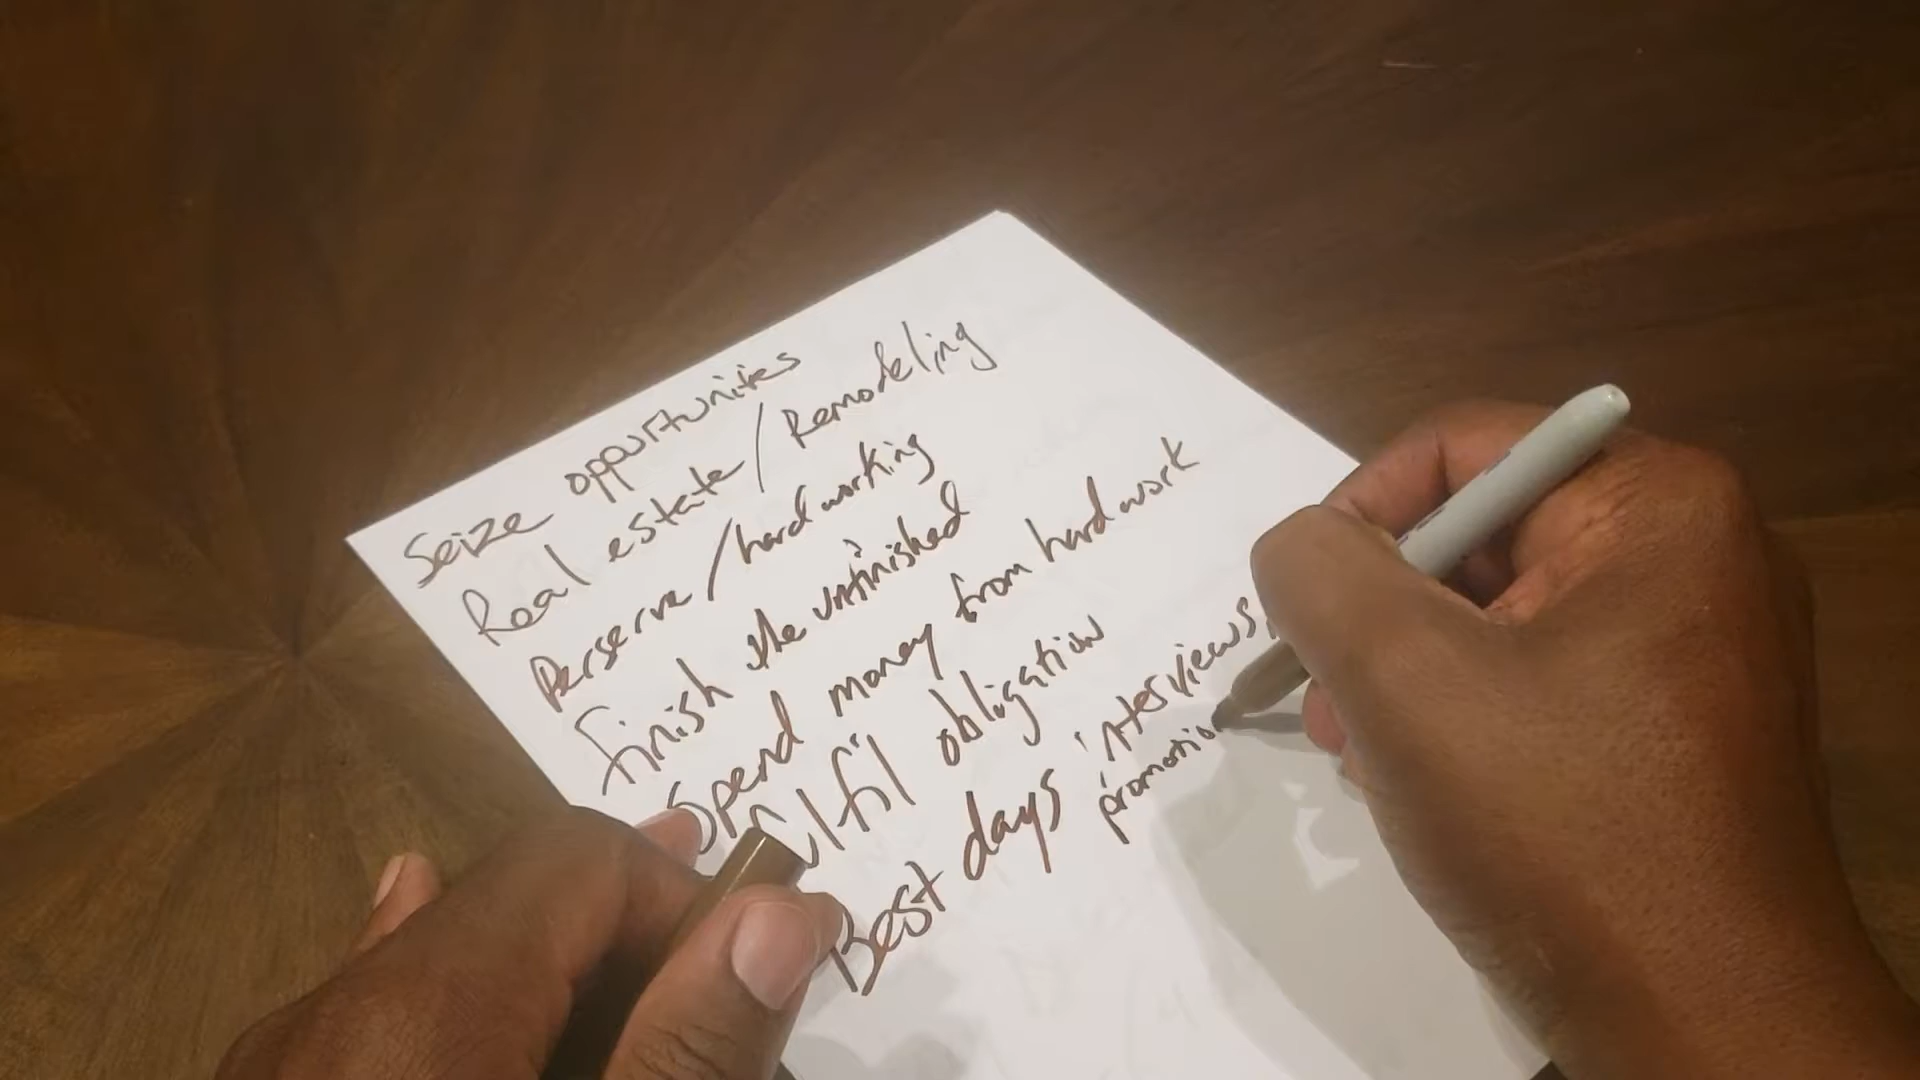 Seize opportunities
Real estate / Remodeling
Perserve / hard working
Finish the unfinished
Spend money from hard work
fulfil obligation
Best days interviews,
promotion